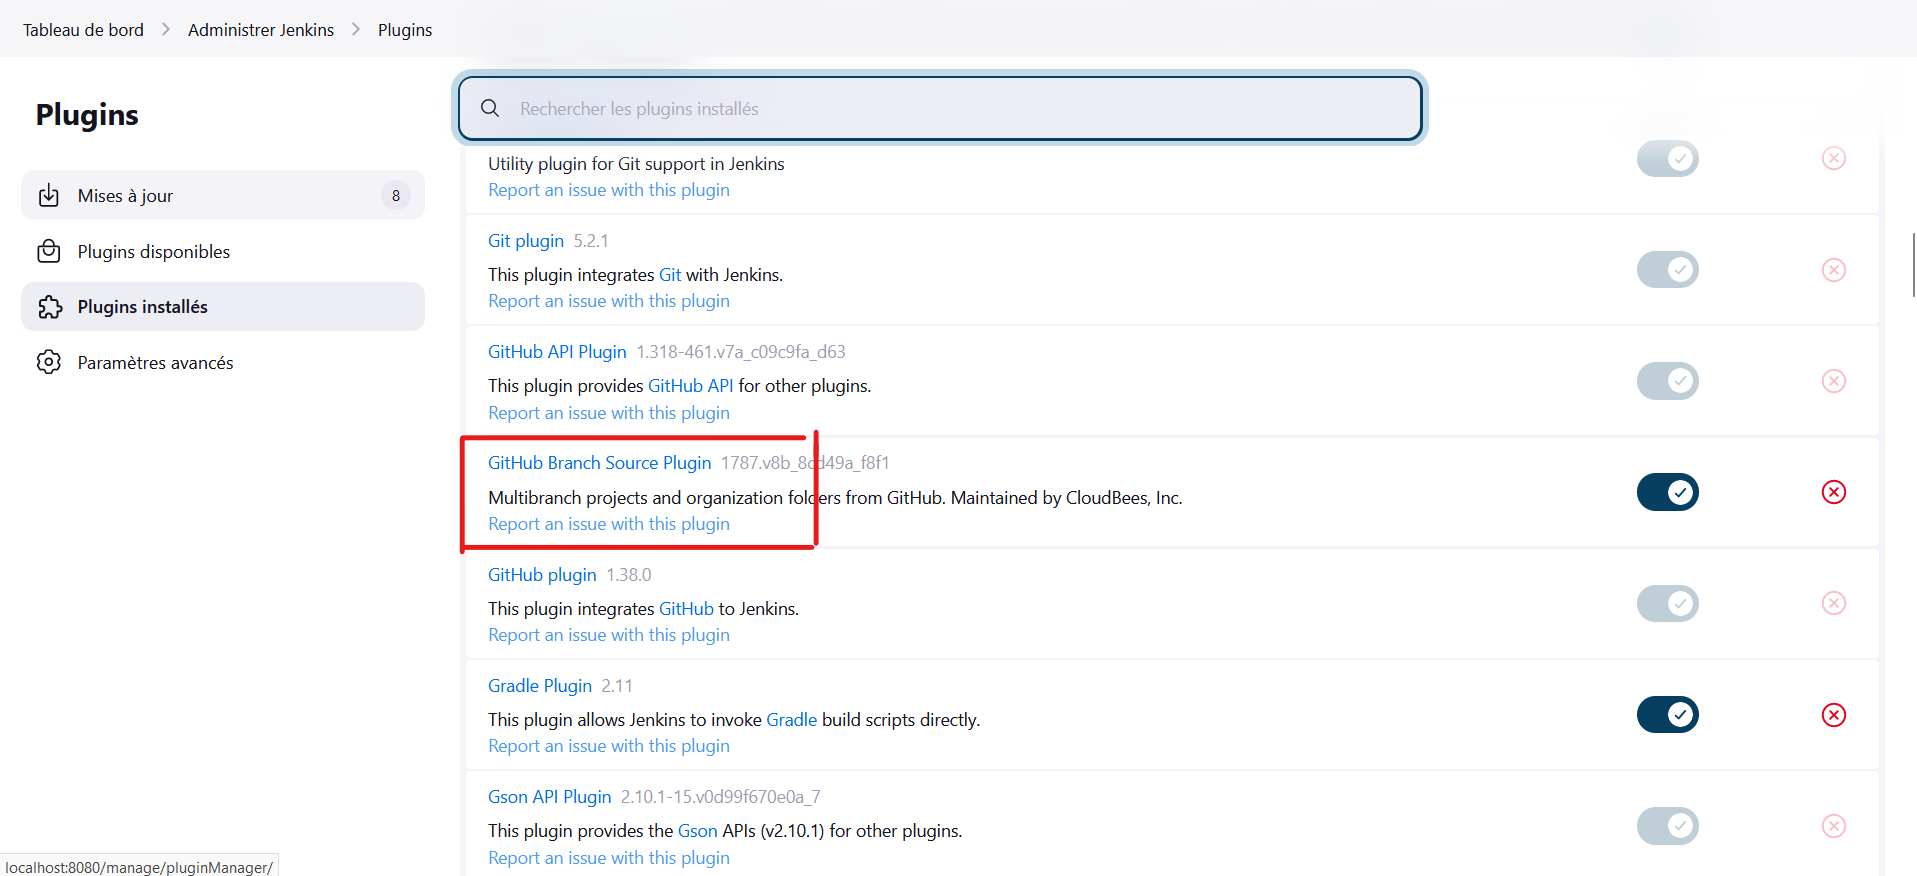 Tableau de bord > Administrer Jenkins > Plugins
Plugins
Mises à jour 8
Plugins disponibles
Plugins installés
Paramètres avancés
Rechercher les plugins installés
Utility plugin for Git support in Jenkins
Report an issue with this plugin
Git plugin 5.2.1
This plugin integrates Git with Jenkins.
Report an issue with this plugin
GitHub API Plugin 1.318-461.v7a_c09c9fa_d63
This plugin provides GitHub API for other plugins.
Report an issue with this plugin
GitHub Branch Source Plugin 1787.v8b_8cd49a_f8f1
Multibranch projects and organization folders from GitHub. Maintained by CloudBees, Inc.
Report an issue with this plugin
GitHub plugin 1.38.0
This plugin integrates GitHub to Jenkins.
Report an issue with this plugin
Gradle Plugin 2.11
This plugin allows Jenkins to invoke Gradle build scripts directly.
Report an issue with this plugin
Gson API Plugin 2.10.1-15.v0d99f670e0a_7
This plugin provides the Gson APIs (v2.10.1) for other plugins.
Report an issue with this plugin
localhost:8080/manage/pluginManager/